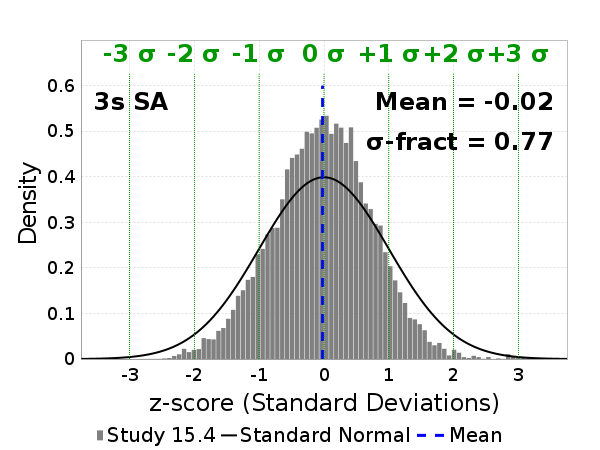 -3 σ -2 σ -1 σ 0 σ +1 σ +2 σ +3 σ
3s SA
Mean = -0.02
σ-fract = 0.77
Density
0.6
0.5
0.4
0.3
0.2
0.1
0
-3 -2 -1 0 1 2 3
z-score (Standard Deviations)
Study 15.4 Standard Normal Mean